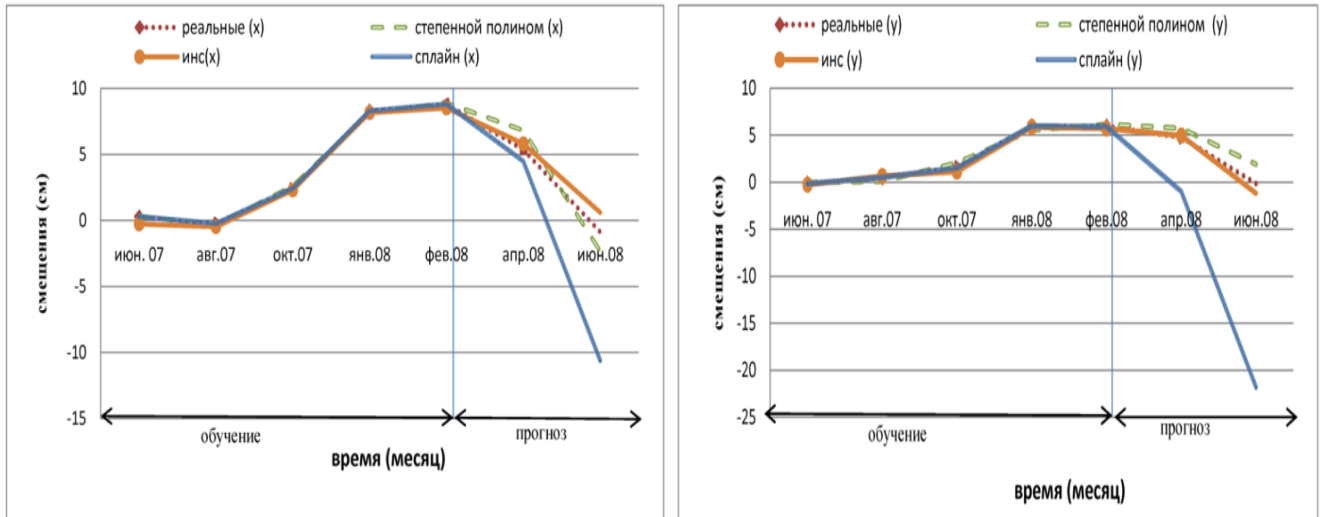 реальные (x) степенной полином (x)
инс(x) сплайн (x)
10
5
0
-5
-10
-15
смещения (см)
июн. 07 авг.07 окт.07 янв.08 фев.08 апр.08 июн.08
обучение прогноз
время (месяц)
реальные (y) степенной полином (y)
инс (y) сплайн (y)
10
5
0
-5
-10
-15
-20
-25
смещения (см)
июн. 07 авг.07 окт.07 янв.08 фев.08 апр.08 июн.08
обучение прогноз
время (месяц)